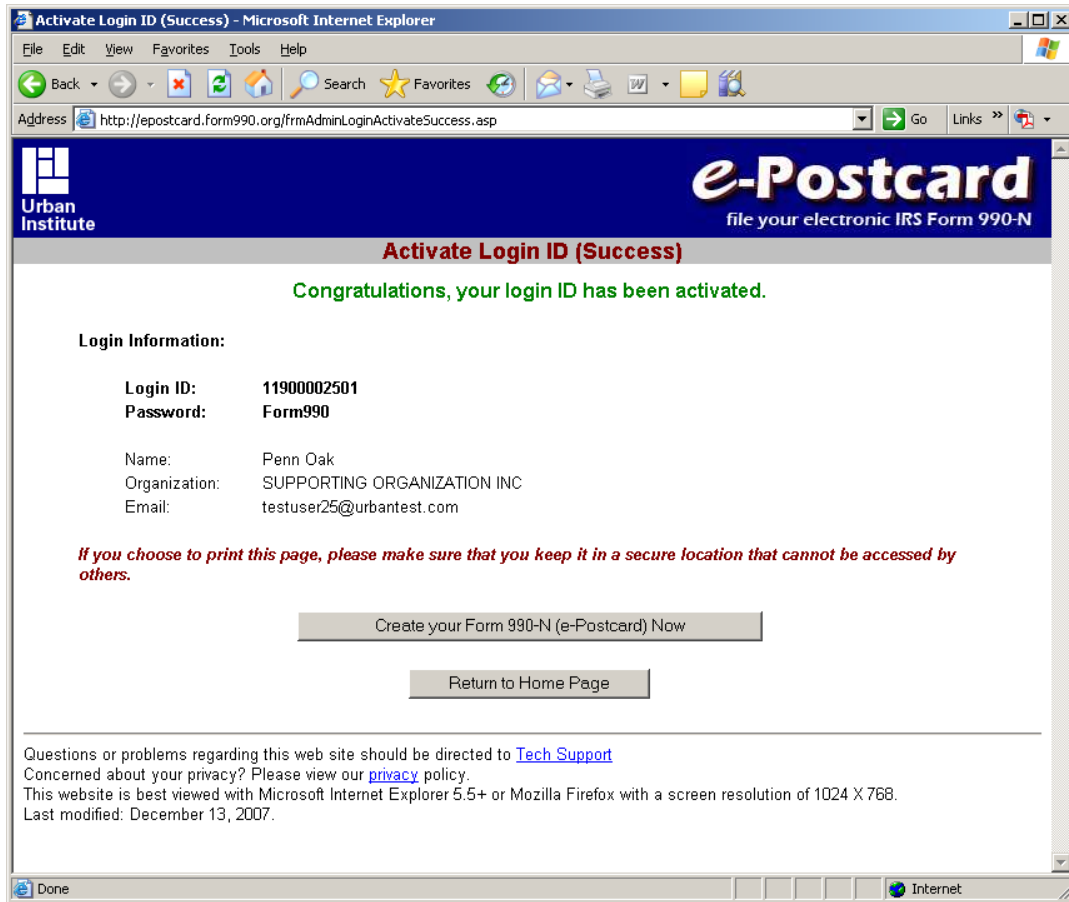 Activate Login ID (Success) - Microsoft Internet Explorer
File Edit View Favorites Tools Help
Back Search Favorites
Address http://epostcard.form990.org/frmAdminLoginActivateSuccess.asp Go Links »
Urban
Institute
e-Postcard
file your electronic IRS Form 990-N
Activate Login ID (Success)
Congratulations, your login ID has been activated.
Login Information:
Login ID: 11900002501
Password: Form990
Name: Penn Oak
Organization: SUPPORTING ORGANIZATION INC
Email: testuser25@urbantest.com
If you choose to print this page, please make sure that you keep it in a secure location that cannot be accessed by
others.
Create your Form 990-N (e-Postcard) Now
Return to Home Page
Questions or problems regarding this web site should be directed to Tech Support
Concerned about your privacy? Please view our privacy policy.
This website is best viewed with Microsoft Internet Explorer 5.5+ or Mozilla Firefox with a screen resolution of 1024 X 768.
Last modified: December 13, 2007.
Done Internet